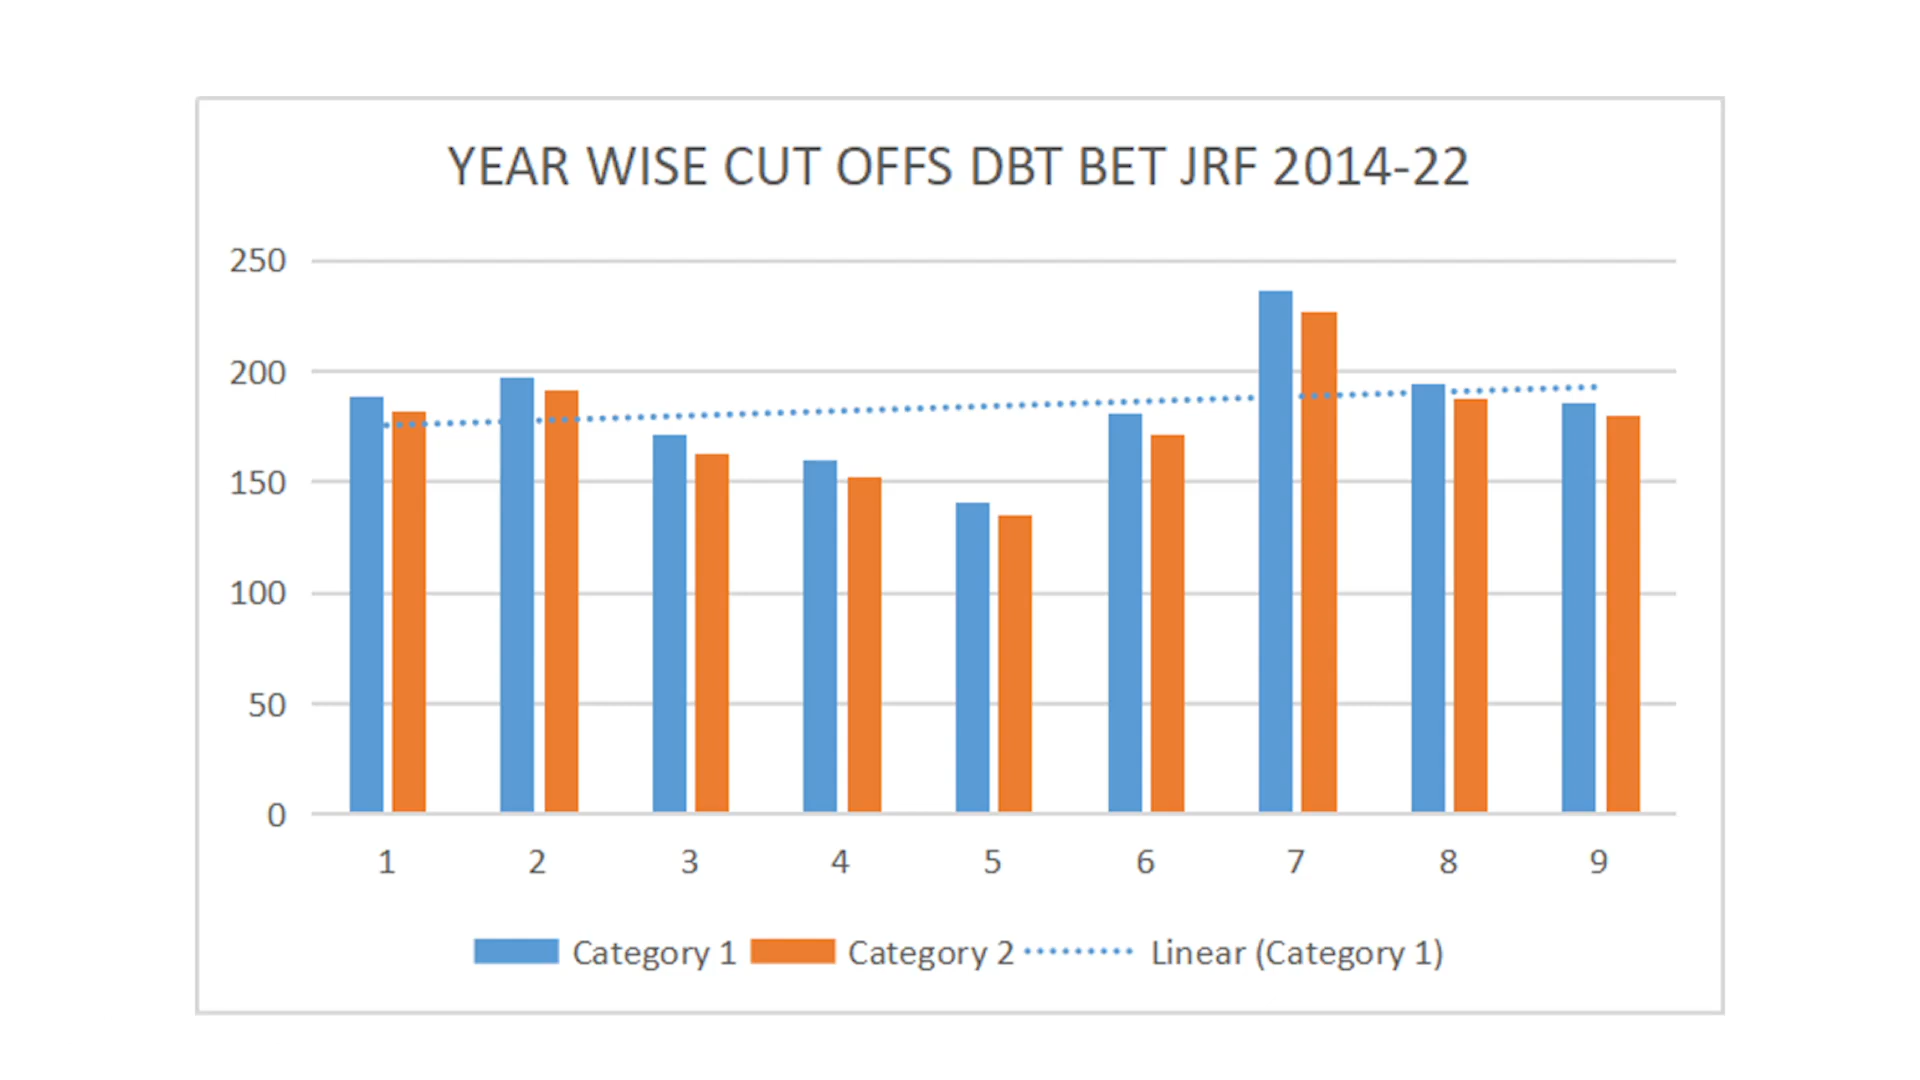 YEAR WISE CUT OFFS DBT BET JRF 2014-22
250
200
150
100
50
0
1 2 3 4 5 6 7 8 9
Category 1 Category 2 Linear (Category 1)